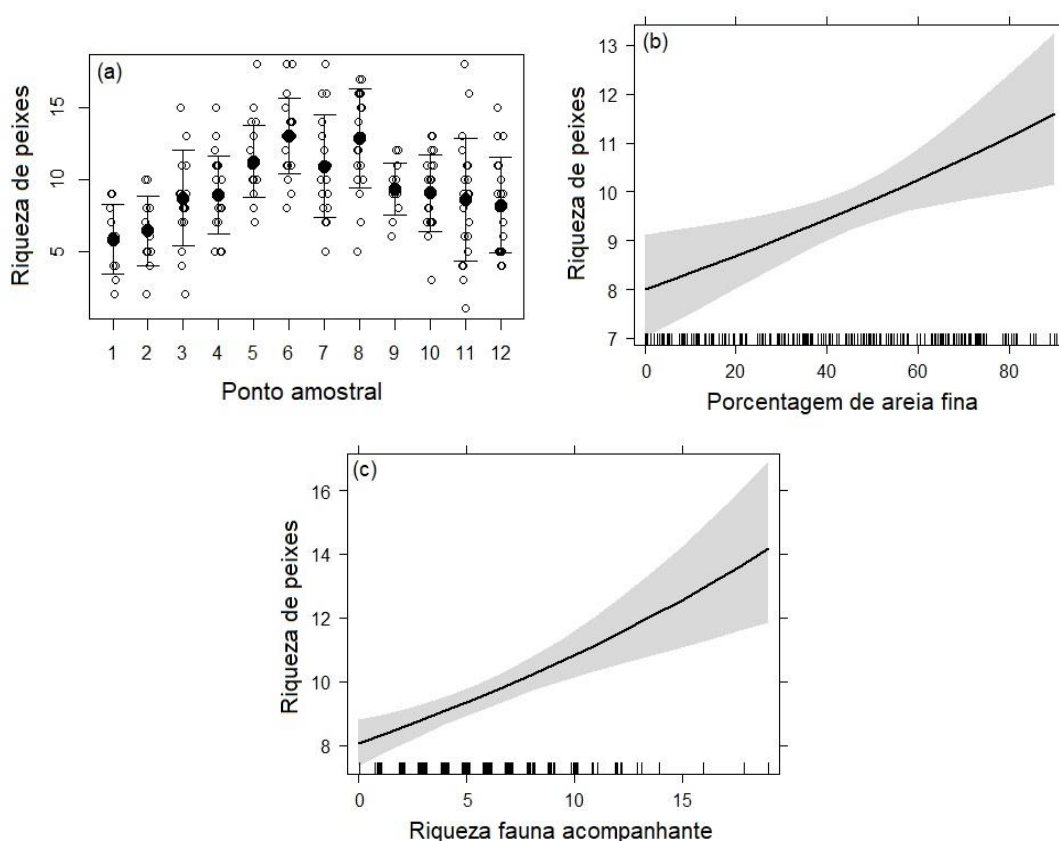 (a)
Riqueza de peixes
15
10
5
1 2 3 4 5 6 7 8 9 10 11 12
Ponto amostral
(b)
Riqueza de peixes
13
12
11
10
9
8
7
0 20 40 60 80
Porcentagem de areia fina
(c)
Riqueza de peixes
16
14
12
10
8
0 5 10 15
Riqueza fauna acompanhante